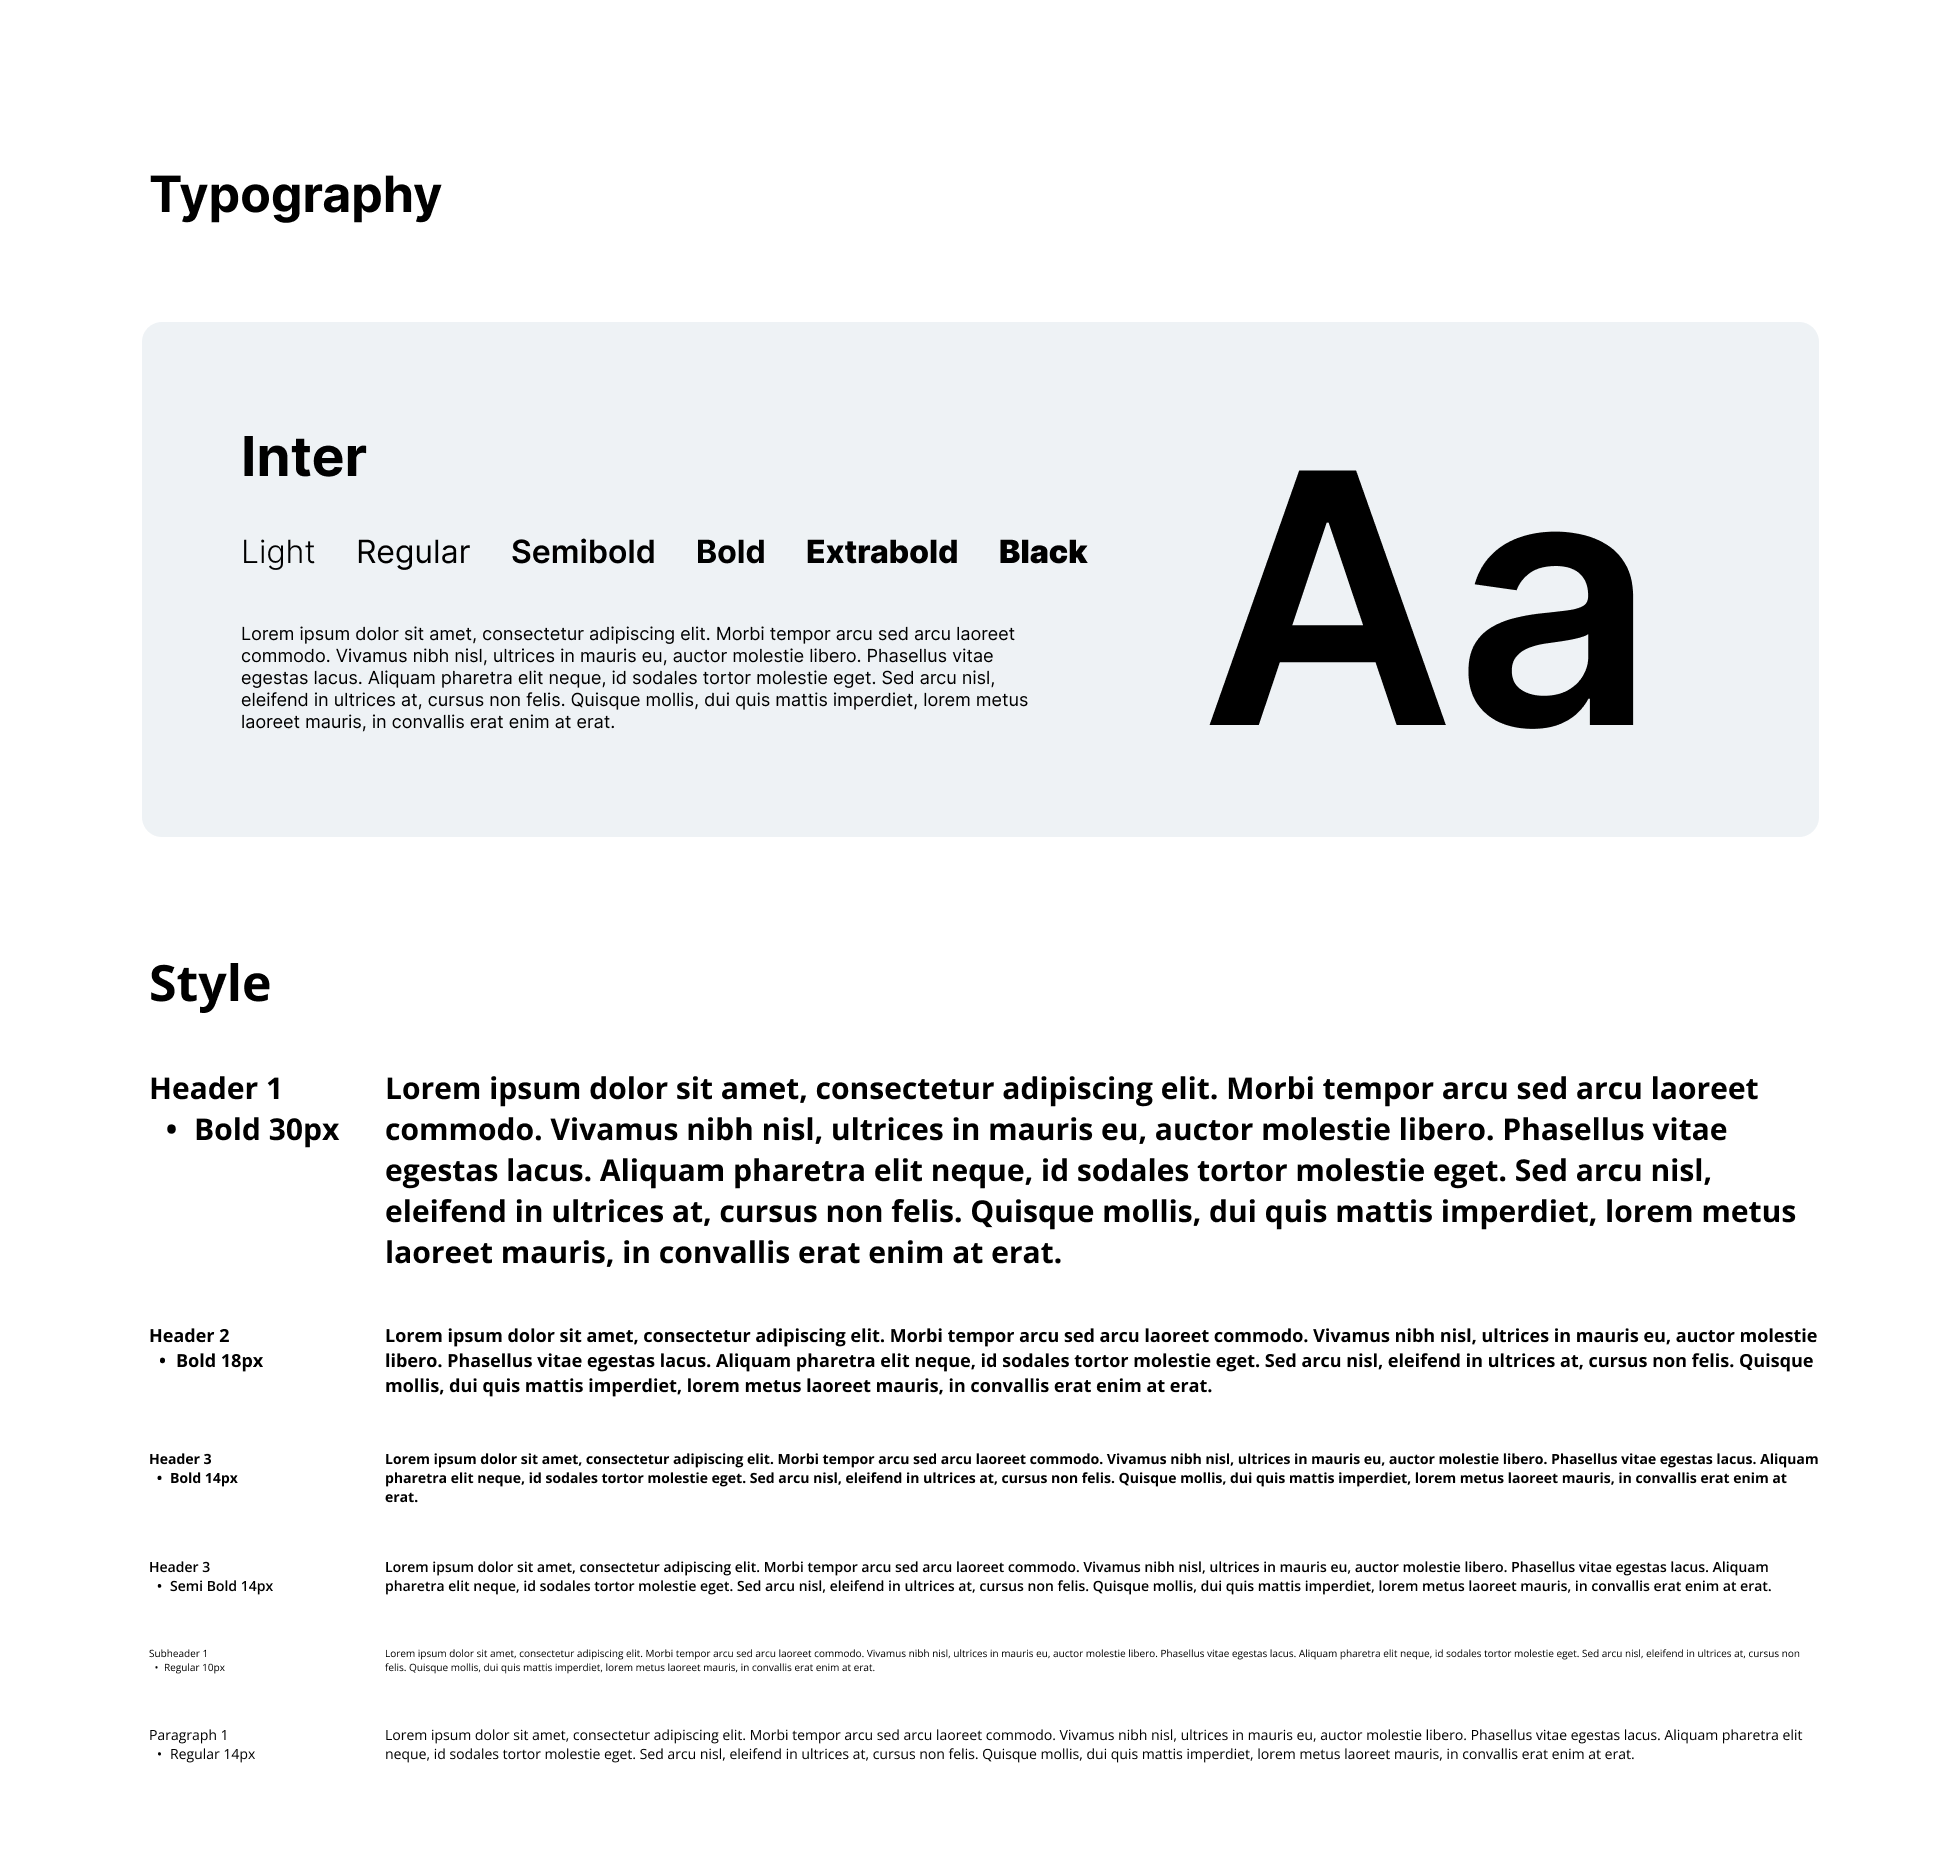 Typography
Inter
Light Regular Semibold Bold Extrabold Black
Lorem ipsum dolor sit amet, consectetur adipiscing elit. Morbi tempor arcu sed arcu laoreet
commodo. Vivamus nibh nisl, ultrices in mauris eu, auctor molestie libero. Phasellus vitae
egestas lacus. Aliquam pharetra elit neque, id sodales tortor molestie eget. Sed arcu nisl,
eleifend in ultrices at, cursus non felis. Quisque mollis, dui quis mattis imperdiet, lorem metus
laoreet mauris, in convallis erat enim at erat.
Aa
Style
Header 1
• Bold 30px
Lorem ipsum dolor sit amet, consectetur adipiscing elit. Morbi tempor arcu sed arcu laoreet
commodo. Vivamus nibh nisl, ultrices in mauris eu, auctor molestie libero. Phasellus vitae
egestas lacus. Aliquam pharetra elit neque, id sodales tortor molestie eget. Sed arcu nisl,
eleifend in ultrices at, cursus non felis. Quisque mollis, dui quis mattis imperdiet, lorem metus
laoreet mauris, in convallis erat enim at erat.
Header 2
• Bold 18px
Lorem ipsum dolor sit amet, consectetur adipiscing elit. Morbi tempor arcu sed arcu laoreet commodo. Vivamus nibh nisl, ultrices in mauris eu, auctor molestie
libero. Phasellus vitae egestas lacus. Aliquam pharetra elit neque, id sodales tortor molestie eget. Sed arcu nisl, eleifend in ultrices at, cursus non felis. Quisque
mollis, dui quis mattis imperdiet, lorem metus laoreet mauris, in convallis erat enim at erat.
Header 3
• Bold 14px
Lorem ipsum dolor sit amet, consectetur adipiscing elit. Morbi tempor arcu sed arcu laoreet commodo. Vivamus nibh nisl, ultrices in mauris eu, auctor molestie libero. Phasellus vitae egestas lacus. Aliquam
pharetra elit neque, id sodales tortor molestie eget. Sed arcu nisl, eleifend in ultrices at, cursus non felis. Quisque mollis, dui quis mattis imperdiet, lorem metus laoreet mauris, in convallis erat enim at
erat.
Header 3
• Semi Bold 14px
Lorem ipsum dolor sit amet, consectetur adipiscing elit. Morbi tempor arcu sed arcu laoreet commodo. Vivamus nibh nisl, ultrices in mauris eu, auctor molestie libero. Phasellus vitae egestas lacus. Aliquam
pharetra elit neque, id sodales tortor molestie eget. Sed arcu nisl, eleifend in ultrices at, cursus non felis. Quisque mollis, dui quis mattis imperdiet, lorem metus laoreet mauris, in convallis erat enim at erat.
Subheader 1
• Regular 10px
Lorem ipsum dolor sit amet, consectetur adipiscing elit. Morbi tempor arcu sed arcu laoreet commodo. Vivamus nibh nisl, ultrices in mauris eu, auctor molestie libero. Phasellus vitae egestas lacus. Aliquam pharetra elit neque, id sodales tortor molestie eget. Sed arcu nisl, eleifend in ultrices at, cursus non
felis. Quisque mollis, dui quis mattis imperdiet, lorem metus laoreet mauris, in convallis erat enim at erat.
Paragraph 1
• Regular 14px
Lorem ipsum dolor sit amet, consectetur adipiscing elit. Morbi tempor arcu sed arcu laoreet commodo. Vivamus nibh nisl, ultrices in mauris eu, auctor molestie libero. Phasellus vitae egestas lacus. Aliquam pharetra elit
neque, id sodales tortor molestie eget. Sed arcu nisl, eleifend in ultrices at, cursus non felis. Quisque mollis, dui quis mattis imperdiet, lorem metus laoreet mauris, in convallis erat enim at erat.